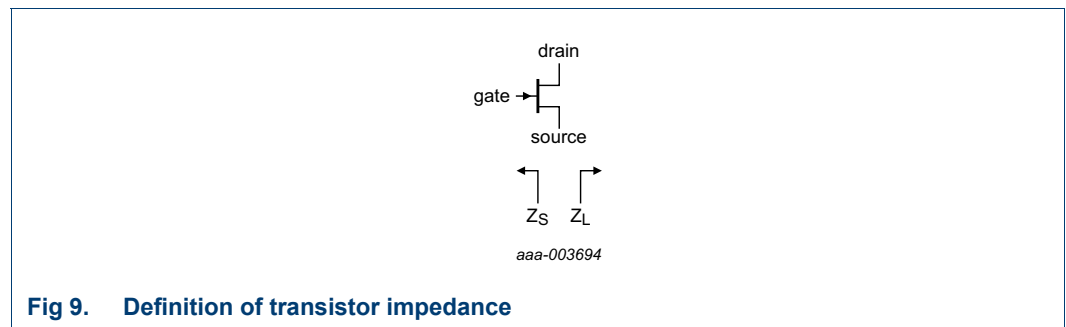 drain
gate
source
ZS ZL
aaa-003694
Fig 9. Definition of transistor impedance